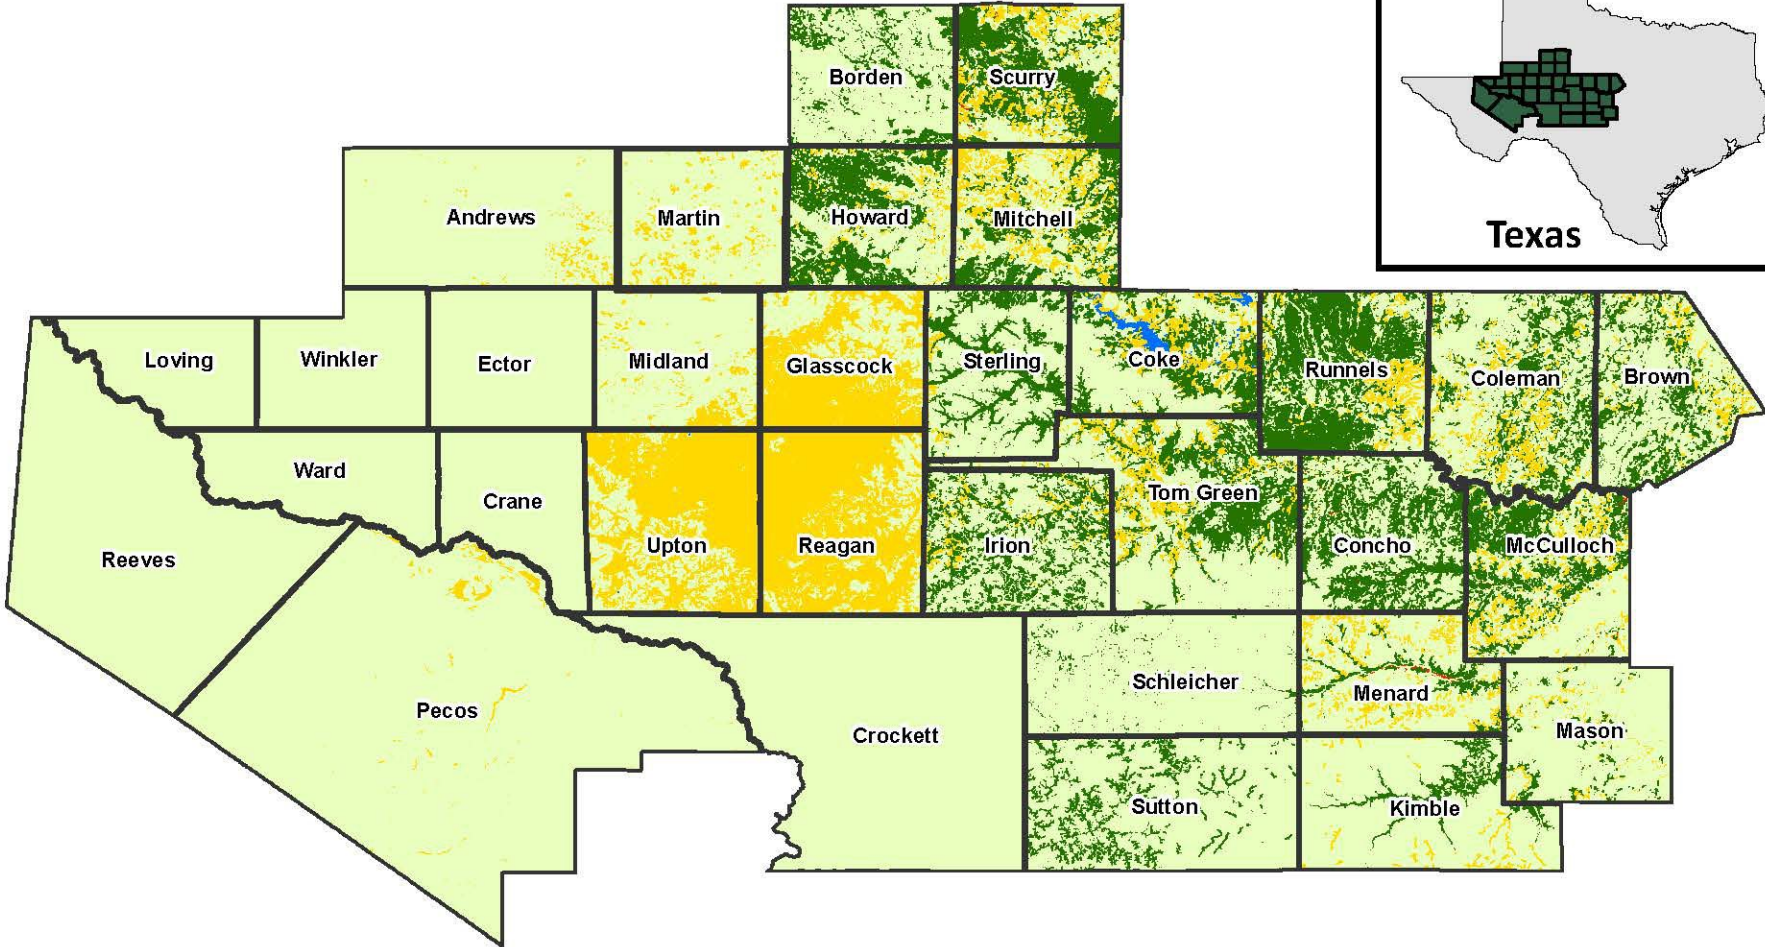 Borden
Scurry
Texas
Andrews
Martin
Howard
Mitchell
Loving
Winkler
Ector
Midland
Glasscock
Sterling
Coke
Runnels
Coleman
Brown
Ward
Crane
Tom Green
Reeves
Upton
Reagan
Irion
Concho
McCulloch
Pecos
Crockett
Schleicher
Menard
Mason
Sutton
Kimble